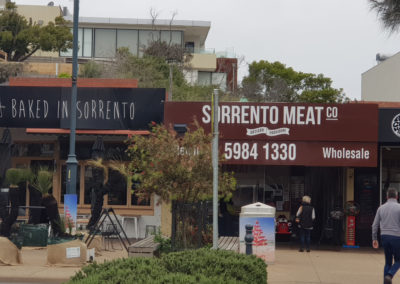 & BAKED IN SORRENTO
SORRENTO MEAT CO
5984 1330
Wholesale